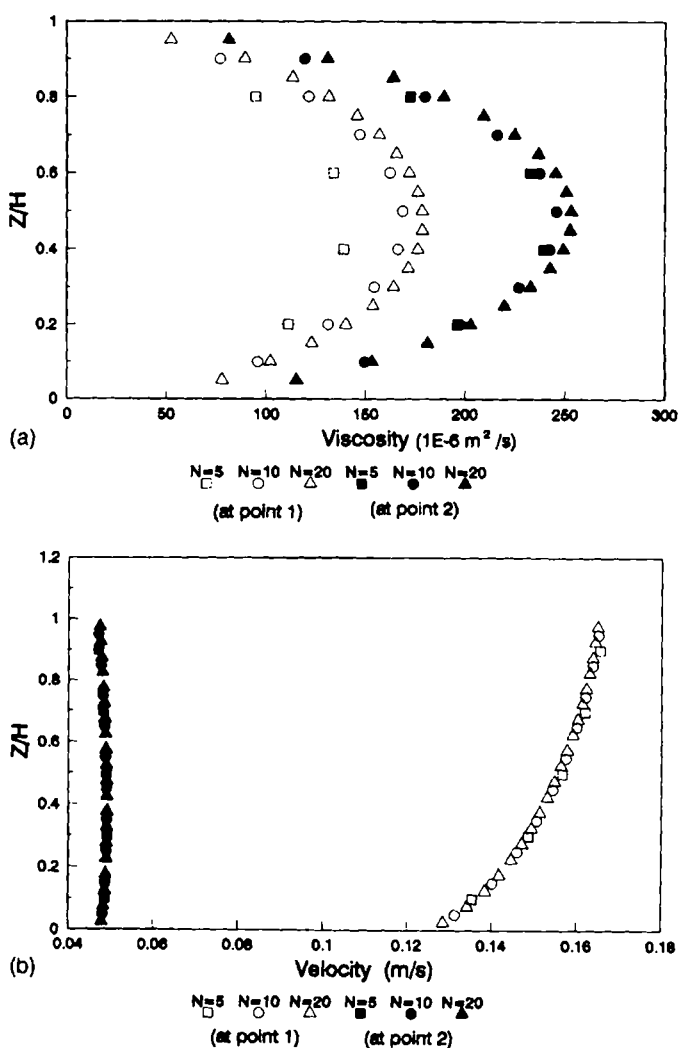 1
0.8
0.6
0.4
0.2
0
Z/H
0 50 100 150 200 250 300
(a)
Viscosity (1E-6 m²/s)
N=5 N=10 N=20 N=5 N=10 N=20
(at point 1) (at point 2)
1.2
1
0.8
0.6
0.4
0.2
0
Z/H
0.04 0.06 0.08 0.1 0.12 0.14 0.16 0.18
(b)
Velocity (m/s)
N=5 N=10 N=20 N=5 N=10 N=20
(at point 1) (at point 2)